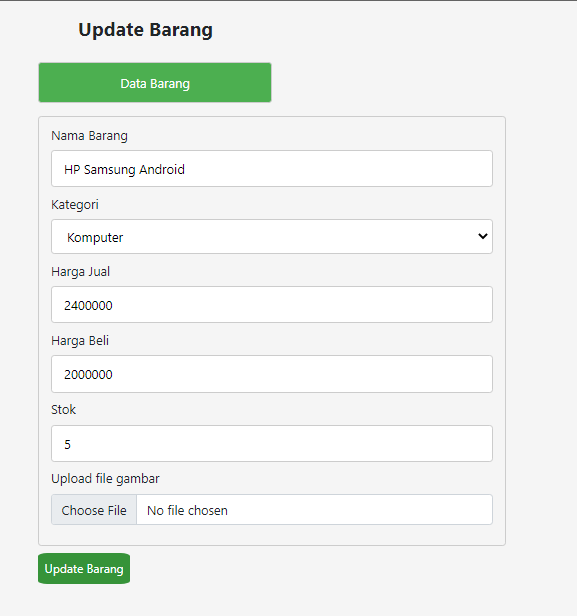 Update Barang
Data Barang
Nama Barang
HP Samsung Android
Kategori
Komputer
Harga Jual
2400000
Harga Beli
2000000
Stok
5
Upload file gambar
Choose File No file chosen
Update Barang